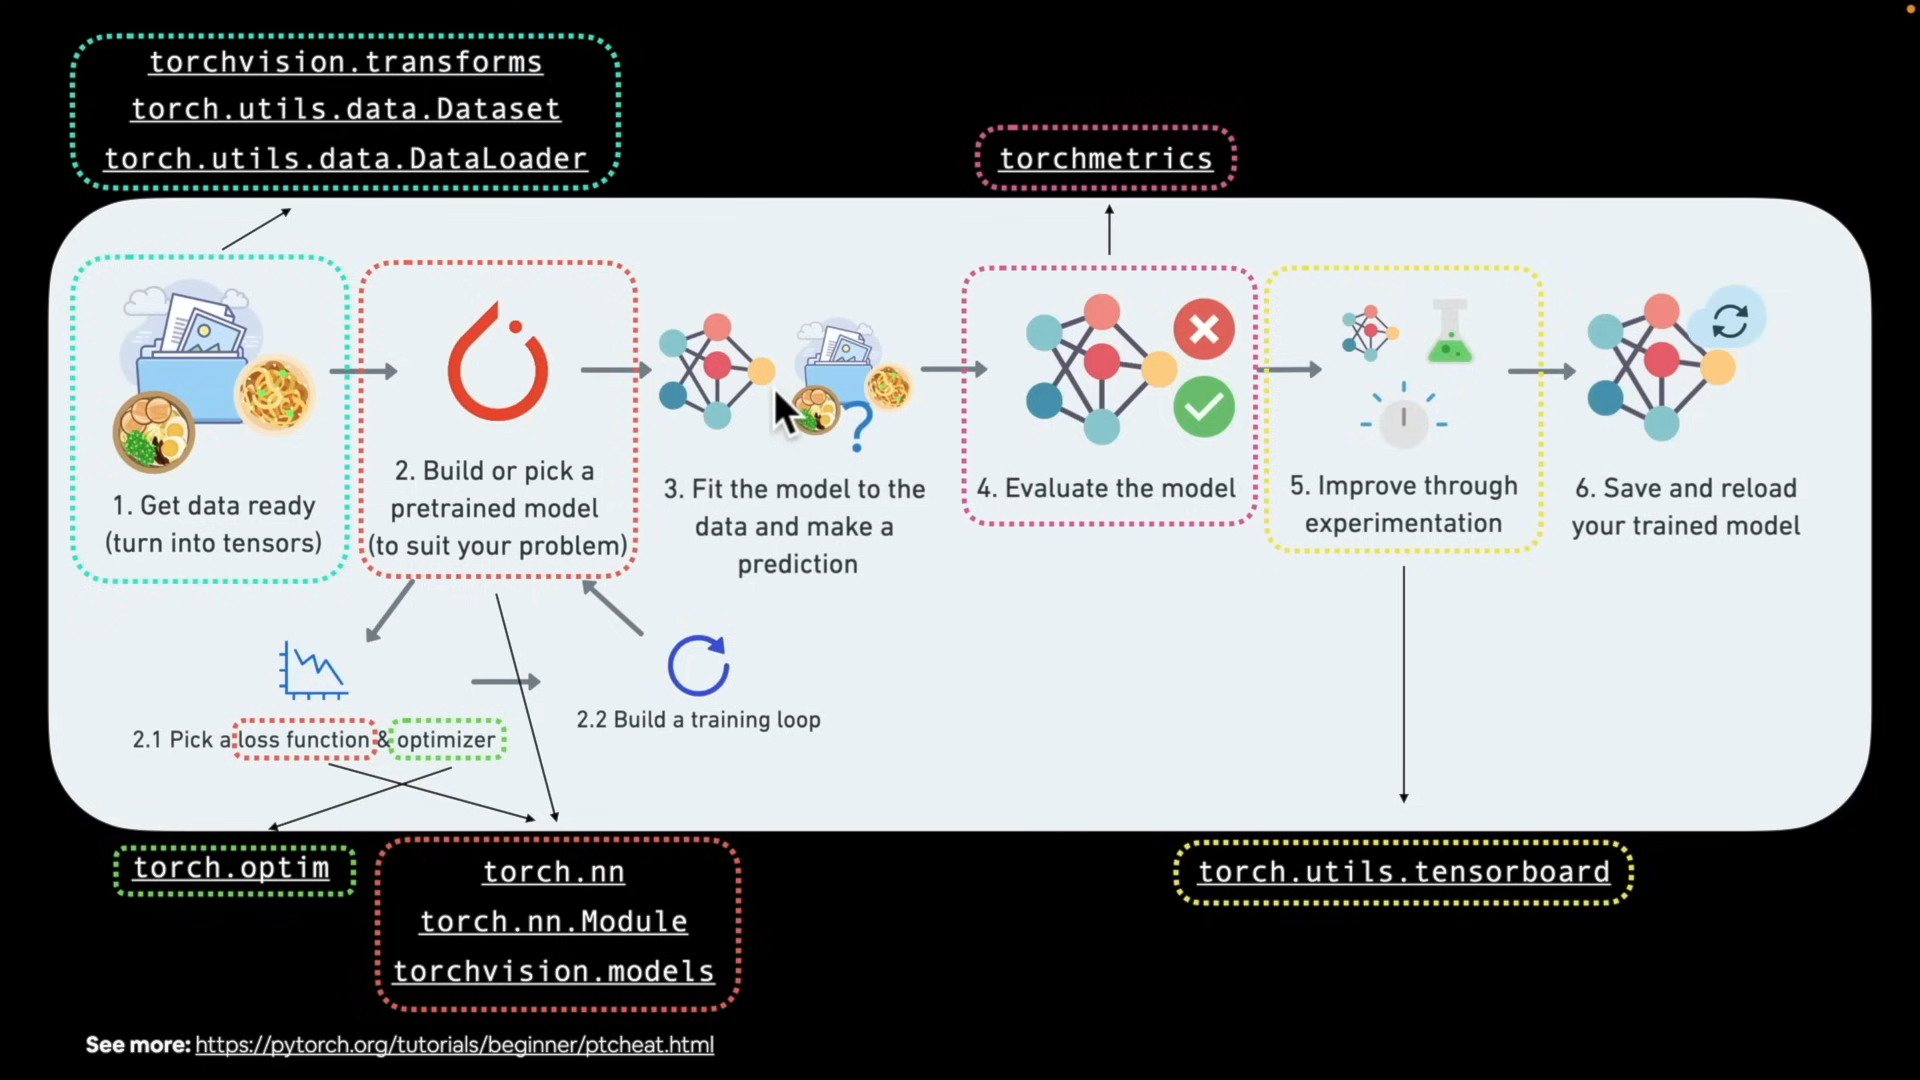 torchvision.transforms
torch.utils.data.Dataset
torch.utils.data.DataLoader
torchmetrics
1. Get data ready
(turn into tensors)
2. Build or pick a
pretrained model
(to suit your problem)
3. Fit the model to the
data and make a
prediction
4. Evaluate the model
5. Improve through
experimentation
6. Save and reload
your trained model
2.1 Pick a loss function & optimizer
2.2 Build a training loop
torch.optim
torch.nn
torch.nn.Module
torchvision.models
torch.utils.tensorboard
See more: https://pytorch.org/tutorials/beginner/ptcheat.html